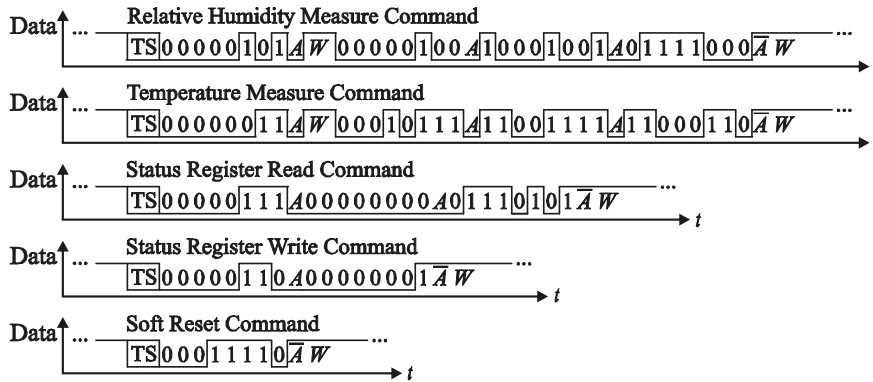 Relative Humidity Measure Command
Data ... ...
TS 0 0 0 0 0 1 0 1 A W 0 0 0 0 0 1 0 0 A 1 0 0 0 1 0 0 1 A 0 1 1 1 1 0 0 0 A̅ W
Temperature Measure Command
Data ... ...
TS 0 0 0 0 0 0 1 1 A W 0 0 0 1 0 1 1 1 A 1 1 0 0 1 1 1 1 A 1 1 0 0 0 1 1 0 A̅ W
Status Register Read Command
Data ... ...
TS 0 0 0 0 0 1 1 1 A 0 0 0 0 0 0 0 0 A 0 1 1 1 0 1 0 1 A̅ W
t
Status Register Write Command
Data ... ...
TS 0 0 0 0 0 1 1 0 A 0 0 0 0 0 0 0 1 A̅ W
t
Soft Reset Command
Data ... ...
TS 0 0 0 1 1 1 1 0 A̅ W
t